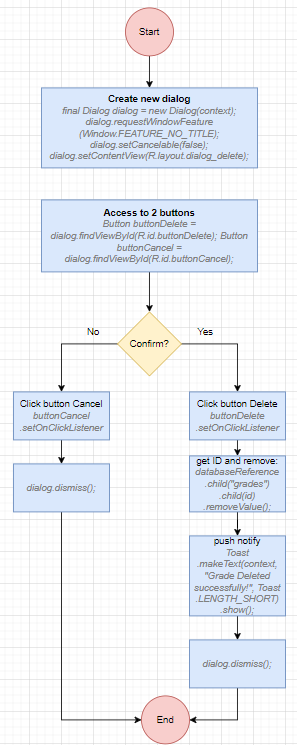 Start
Create new dialog
final Dialog dialog = new Dialog(context);
dialog.requestWindowFeature
(Window.FEATURE_NO_TITLE);
dialog.setCancelable(false);
dialog.setContentView(R.layout.dialog_delete);
Access to 2 buttons
Button buttonDelete =
dialog.findViewById(R.id.buttonDelete); Button
buttonCancel =
dialog.findViewById(R.id.buttonCancel);
No
Confirm?
Yes
Click button Cancel
buttonCancel
.setOnClickListener
dialog.dismiss();
Click button Delete
buttonDelete
.setOnClickListener
get ID and remove:
databaseReference
.child("grades")
.child(id)
.removeValue();
push notify
Toast
.makeText(context,
"Grade Deleted
successfully!", Toast
.LENGTH_SHORT)
.show();
dialog.dismiss();
End